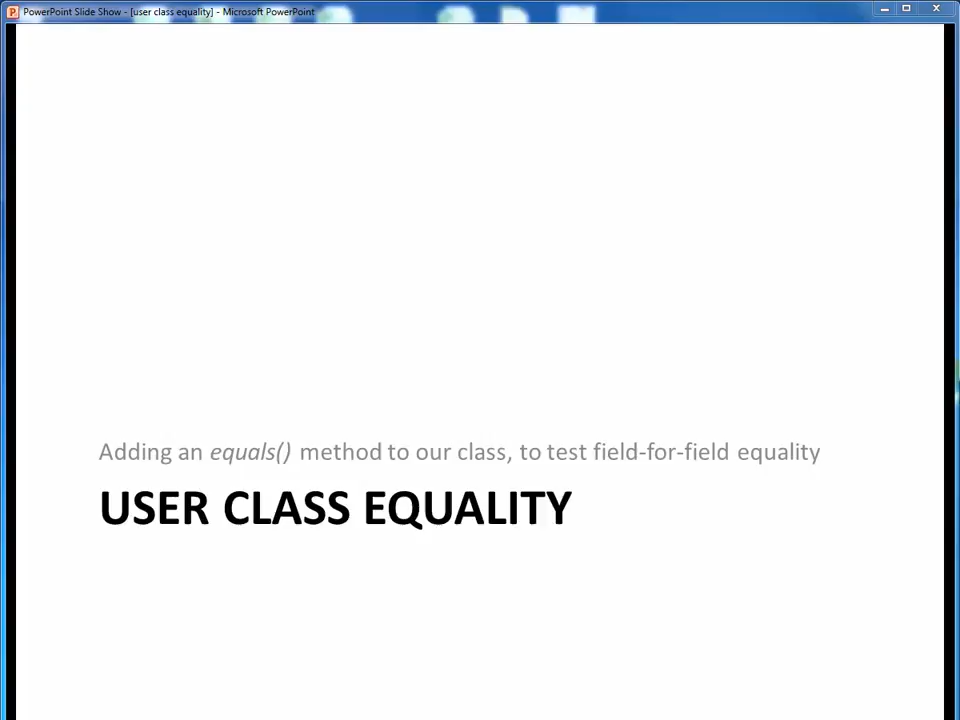 PowerPoint Slide Show - [user class equality] - Microsoft PowerPoint
Adding an equals() method to our class, to test field-for-field equality
USER CLASS EQUALITY